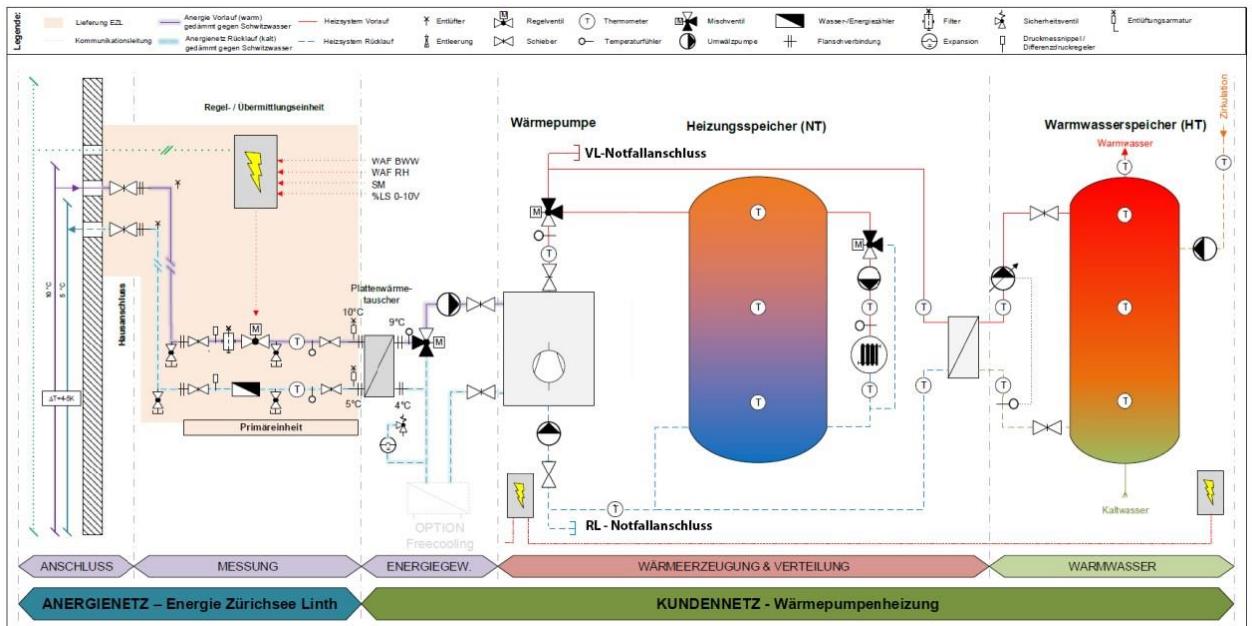 Legende:
Lieferung EZL
Kommunikationsleitung
Anergie Vorlauf (warm)
gedämmt gegen Schwitzwasser
Anergienetz Rücklauf (kalt)
gedämmt gegen Schwitzwasser
Heizsystem Vorlauf
Heizsystem Rücklauf
Entlüfter
Entleerung
M
Regelventil
Schieber
T
Thermometer
Temperaturfühler
M
Mischventil
Umwälzpumpe
Wasser-/Energiezähler
Flanschverbindung
Filter
Expansion
Sicherheitsventil
Druckmessnippel /
Differenzdruckregeler
Entlüftungsarmatur
Regel- / Übermittlungseinheit
WAF BWW
WAF RH
SM
%LS 0-10V
Hausanschluss
10 °C
5 °C
ΔT=4-5K
M
T
T
Primäreinheit
Plattenwärme-
tauscher
10°C
9°C
5°C
4°C
M
OPTION
Freecooling
Wärmepumpe
VL-Notfallanschluss
M
T
RL - Notfallanschluss
T
Heizungsspeicher (NT)
T
T
T
M
T
T
T
T
T
T
Warmwasserspeicher (HT)
Warmwasser
Zirkulation
T
T
T
T
T
T
Kaltwasser
ANSCHLUSS
MESSUNG
ENERGIEGEW.
WÄRMEERZEUGUNG & VERTEILUNG
WARMWASSER
ANERGIENETZ – Energie Zürichsee Linth
KUNDENNETZ - Wärmepumpenheizung